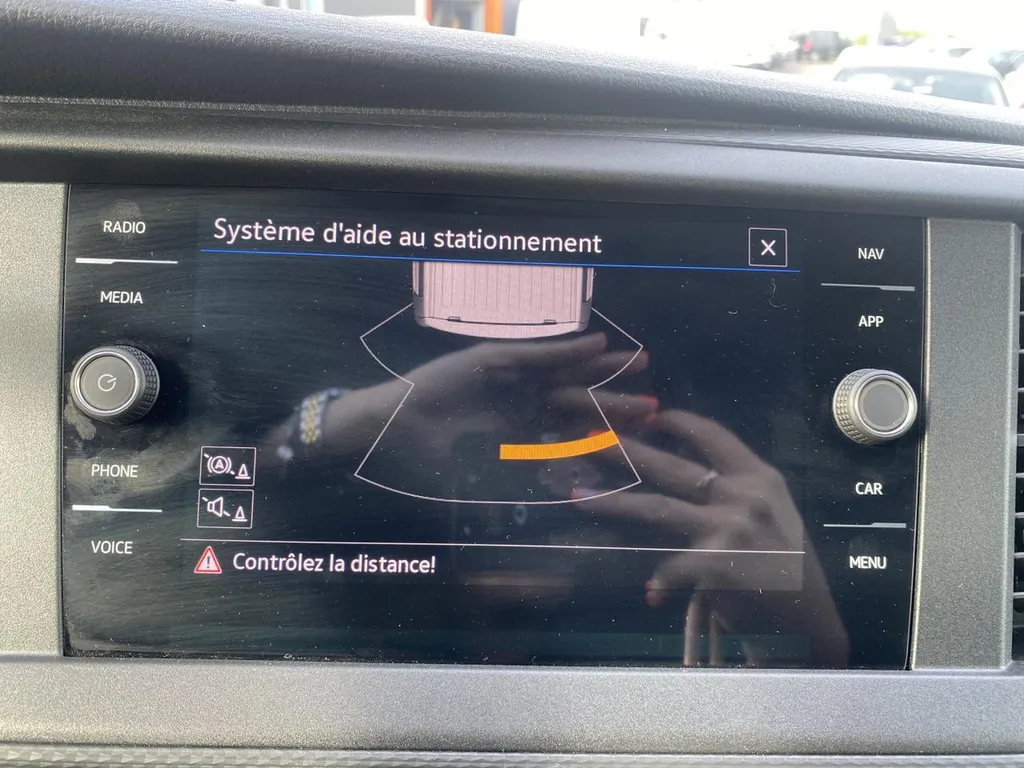 RADIO
MEDIA
PHONE
VOICE
Système d'aide au stationnement
X
A
Contrôlez la distance!
NAV
APP
CAR
MENU